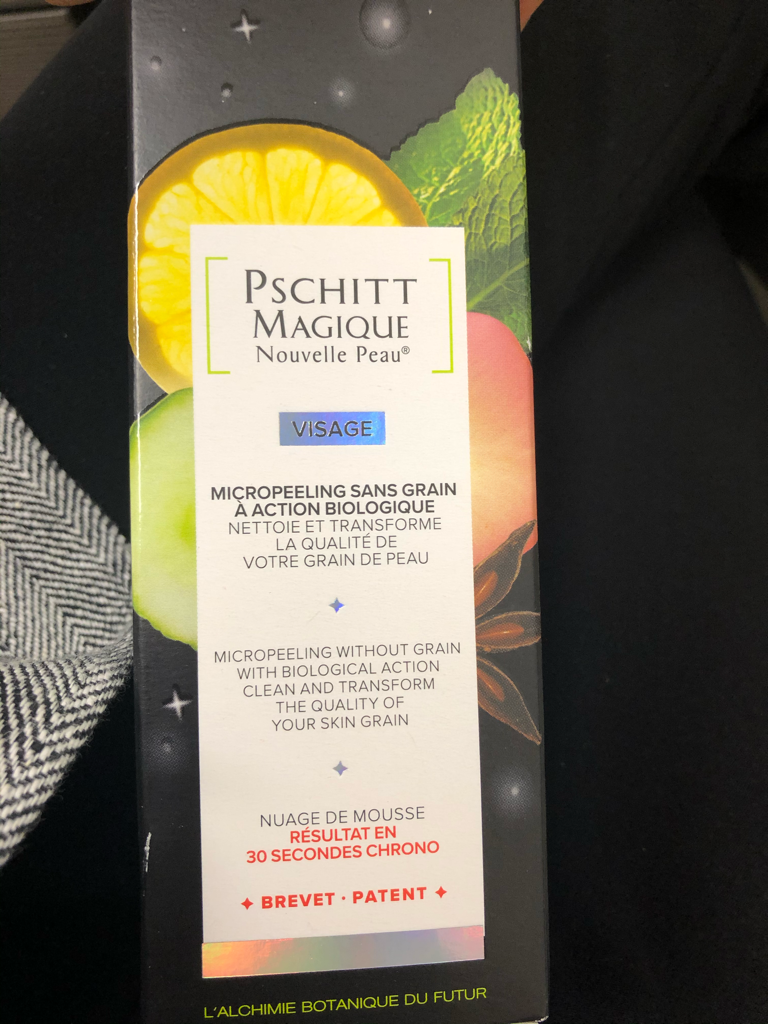 PSCHITT
MAGIQUE
Nouvelle Peau®
VISAGE
MICROPEELING SANS GRAIN
À ACTION BIOLOGIQUE
NETTOIE ET TRANSFORME
LA QUALITÉ DE
VOTRE GRAIN DE PEAU
MICROPEELING WITHOUT GRAIN
WITH BIOLOGICAL ACTION
CLEAN AND TRANSFORM
THE QUALITY OF
YOUR SKIN GRAIN
NUAGE DE MOUSSE
RÉSULTAT EN
30 SECONDES CHRONO
BREVET · PATENT
L'ALCHIMIE BOTANIQUE DU FUTUR